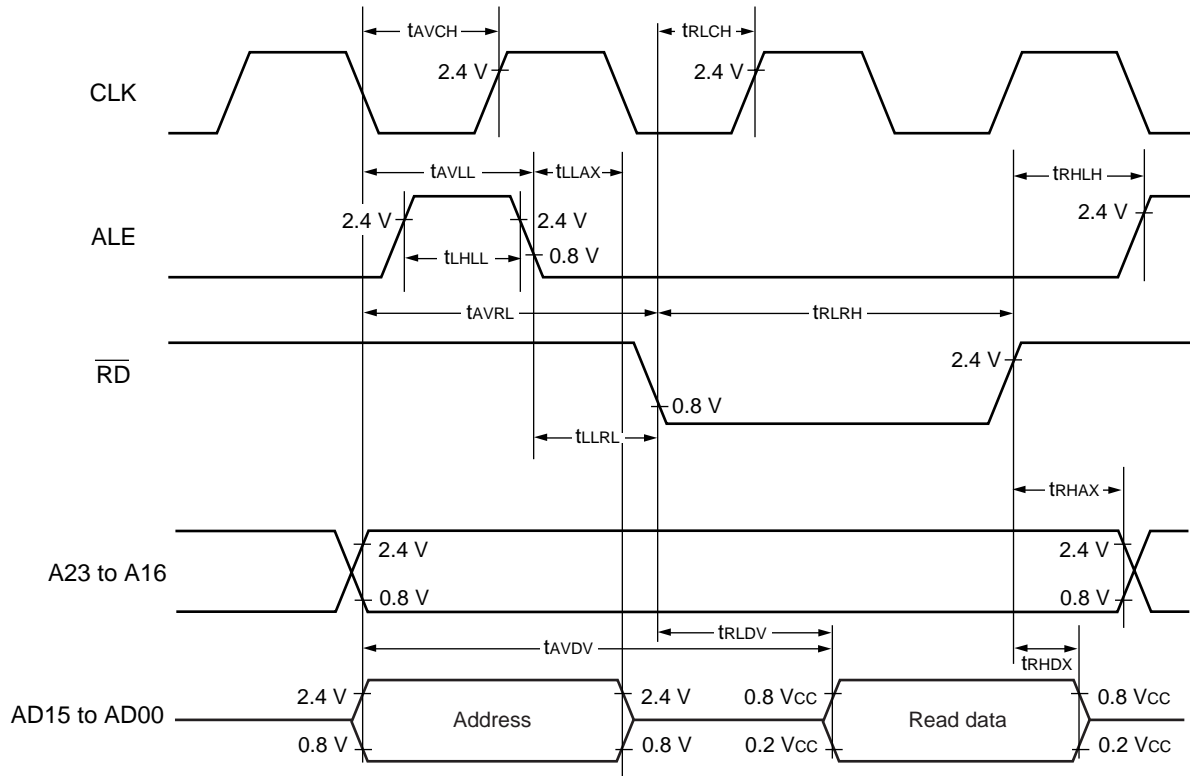 tAVCH
tRLCH
2.4 V
2.4 V
CLK
tAVLL
tLLAX
tRHLH
2.4 V
2.4 V
2.4 V
ALE
tLHLL
0.8 V
tAVRL
tRLRH
2.4 V
RD
0.8 V
tLLRL
tRHAX
2.4 V
2.4 V
A23 to A16
0.8 V
0.8 V
tRLDV
tAVDV
tRHDX
2.4 V
2.4 V
0.8 VCC
0.8 VCC
AD15 to AD00
Address
Read data
0.8 V
0.8 V
0.2 VCC
0.2 VCC